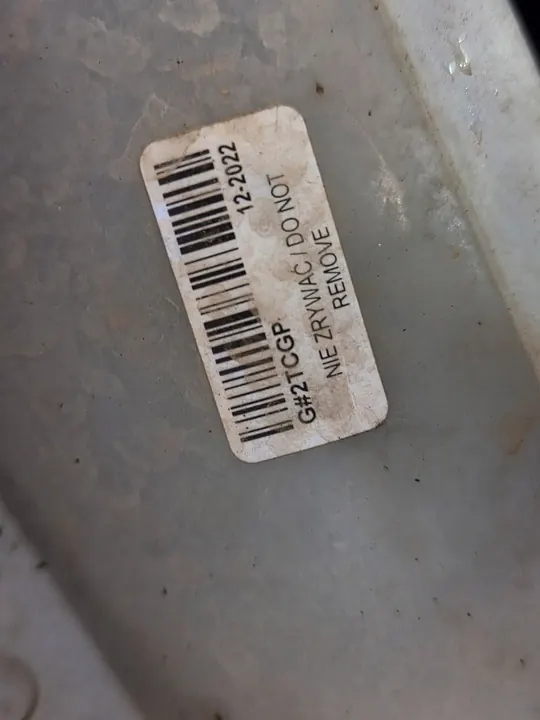 G#2TCGP 12-2022
NIE ZRYWAĆ / DO NOT
REMOVE